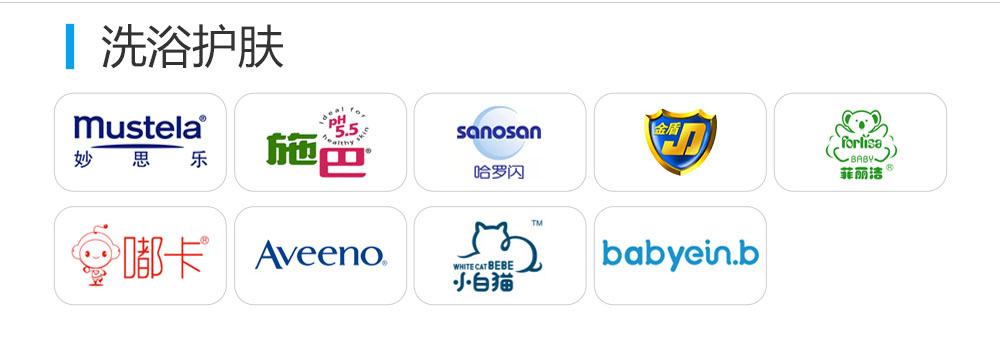 洗浴护肤
mustela®
妙思乐
ideal for
pH
5.5
healthy skin
施巴®
sanosan
哈罗闪
金盾
JD
forlisa
BABY
菲丽洁®
嘟卡®
Aveeno®
TM
WHITE CAT BEBE
小白猫
babyein.b